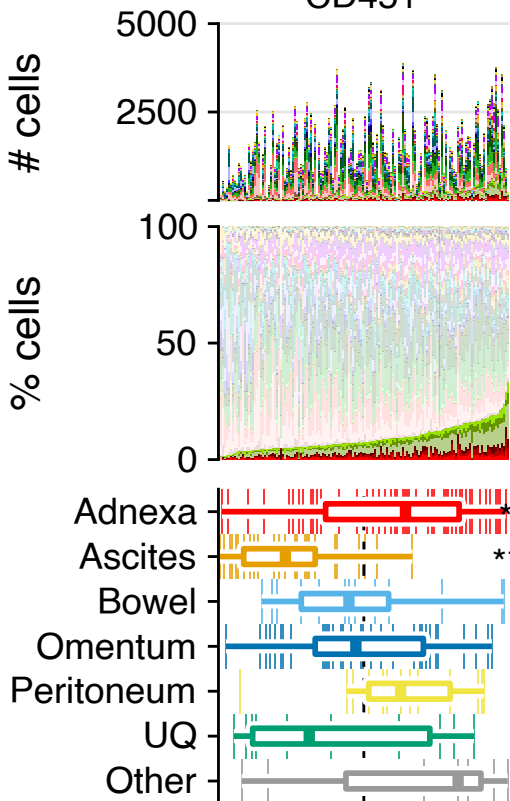 5000
# cells
2500
100
% cells
50
0
Adnexa
*
Ascites
*
Bowel
Omentum
Peritoneum
UQ
Other